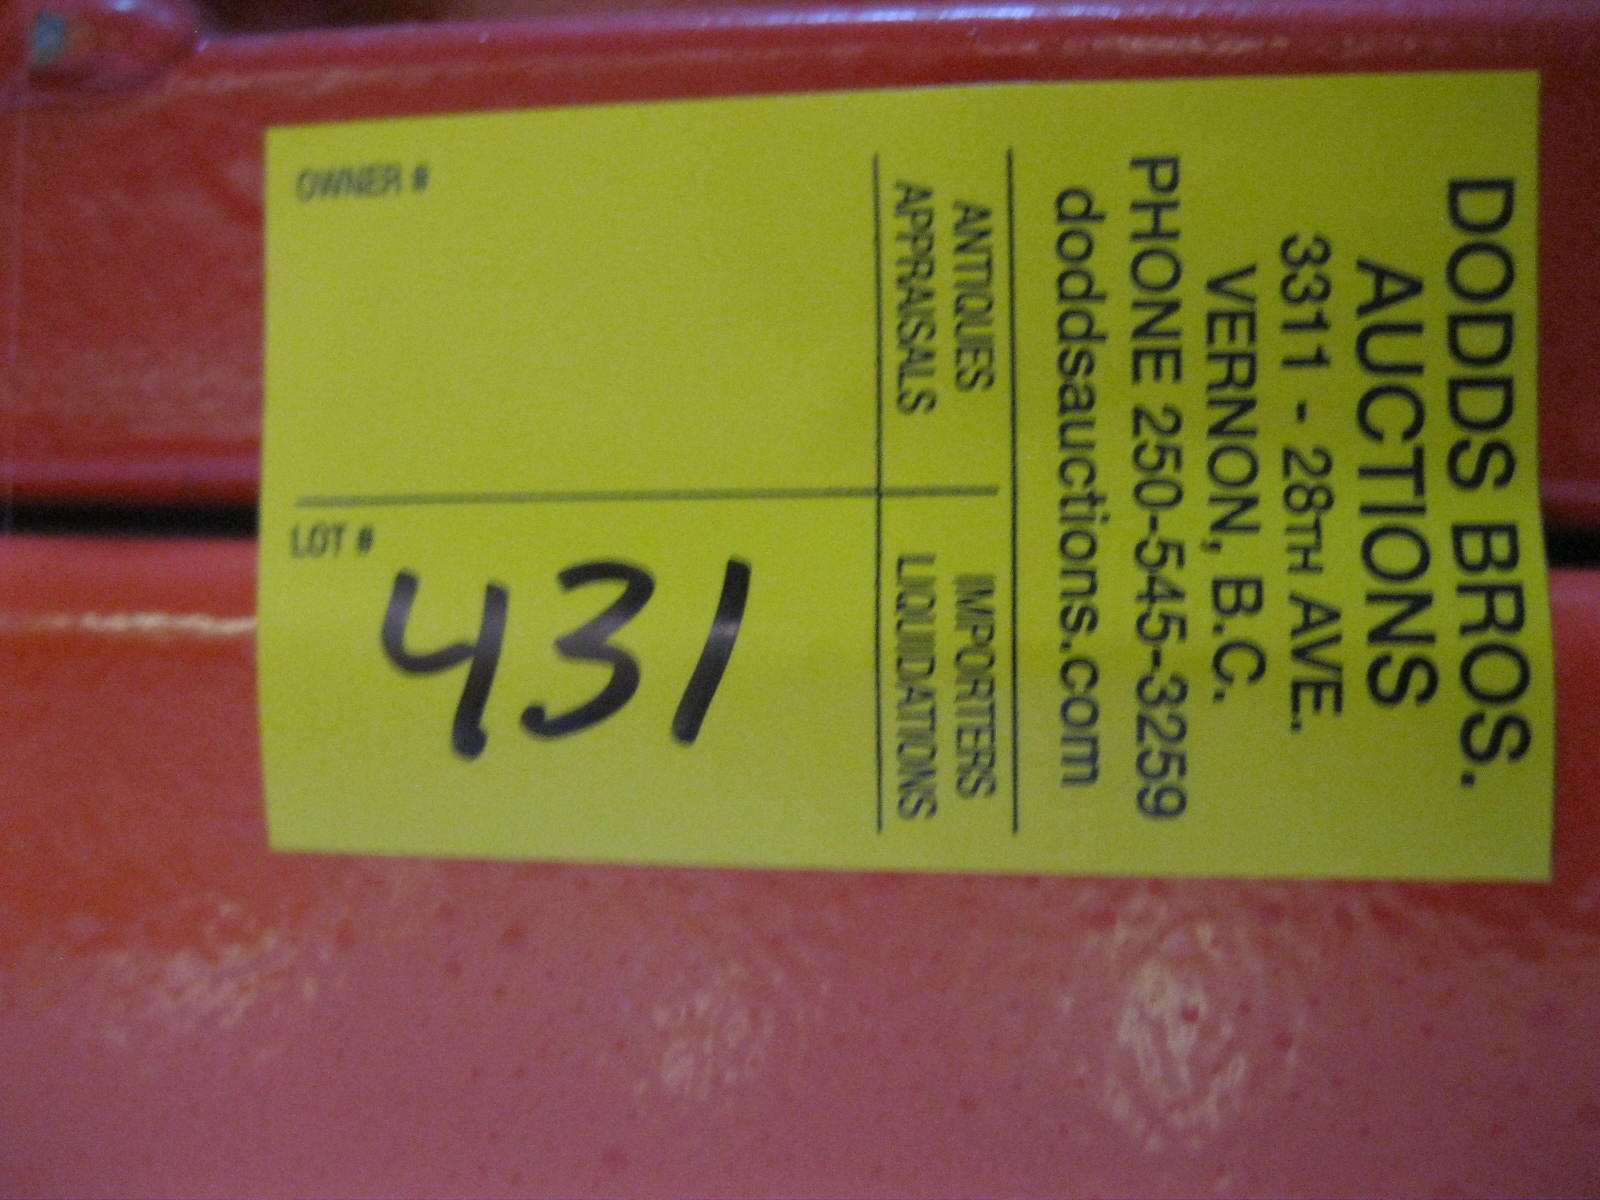 DODDS BROS.
AUCTIONS
3311 - 28TH AVE.
VERNON, B.C.
PHONE 250-545-3259
doddsauctions.com
ANTIQUES
APPRAISALS
IMPORTERS
LIQUIDATIONS
OWNER #
LOT #
431